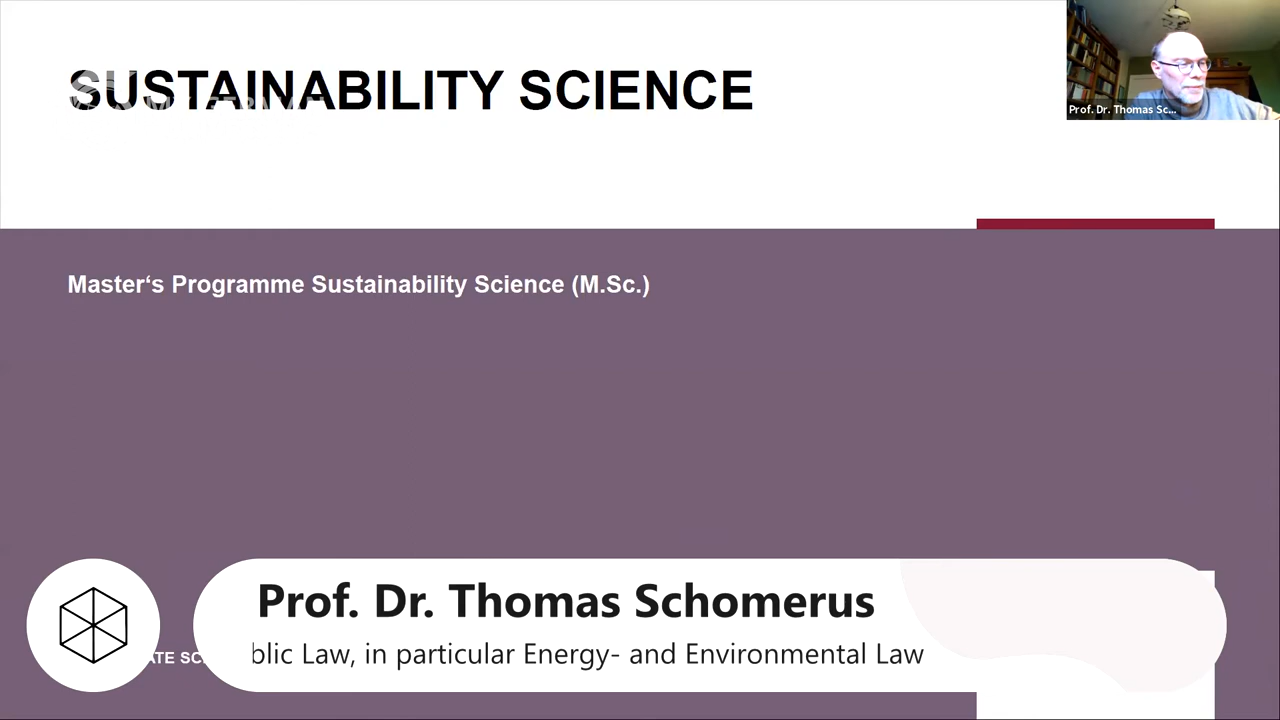 SUSTAINABILITY SCIENCE
Prof. Dr. Thomas Sc...
Master‘s Programme Sustainability Science (M.Sc.)
Prof. Dr. Thomas Schomerus
blic Law, in particular Energy- and Environmental Law